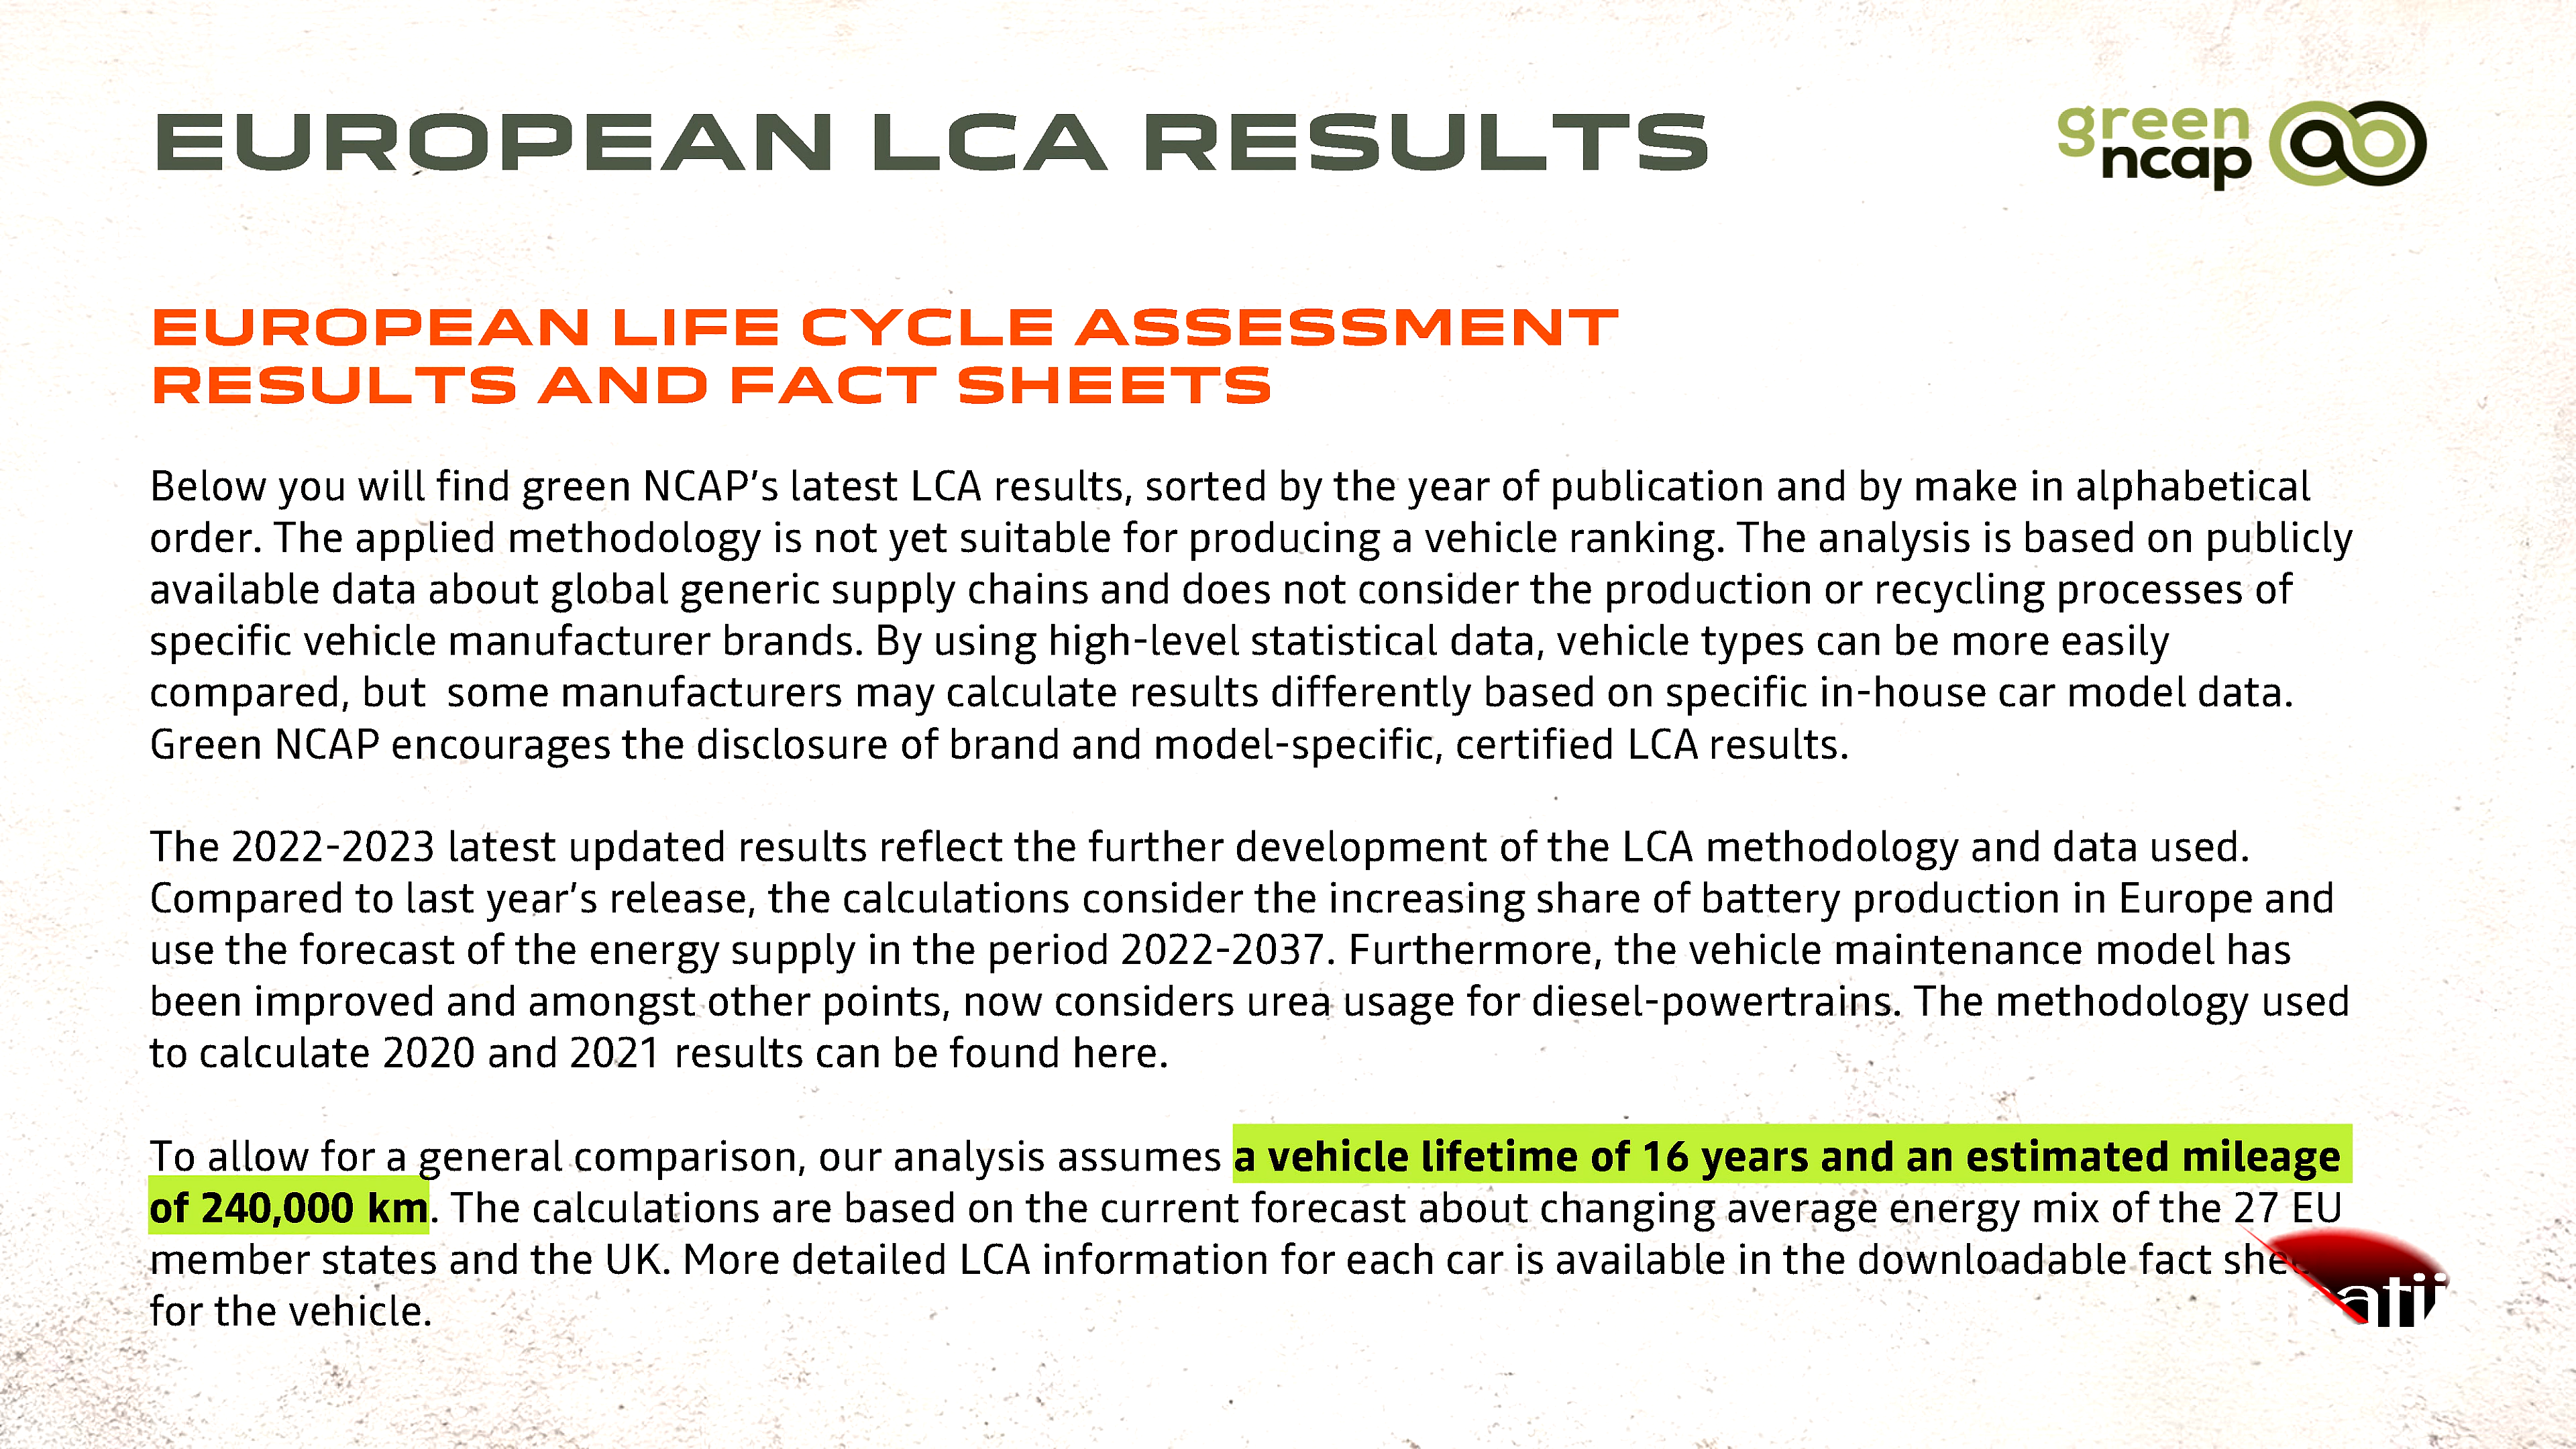 EUROPEAN LCA RESULTS
green
ncap
EUROPEAN LIFE CYCLE ASSESSMENT
RESULTS AND FACT SHEETS
Below you will find green NCAP’s latest LCA results, sorted by the year of publication and by make in alphabetical
order. The applied methodology is not yet suitable for producing a vehicle ranking. The analysis is based on publicly
available data about global generic supply chains and does not consider the production or recycling processes of
specific vehicle manufacturer brands. By using high-level statistical data, vehicle types can be more easily
compared, but some manufacturers may calculate results differently based on specific in-house car model data.
Green NCAP encourages the disclosure of brand and model-specific, certified LCA results.
The 2022-2023 latest updated results reflect the further development of the LCA methodology and data used.
Compared to last year’s release, the calculations consider the increasing share of battery production in Europe and
use the forecast of the energy supply in the period 2022-2037. Furthermore, the vehicle maintenance model has
been improved and amongst other points, now considers urea usage for diesel-powertrains. The methodology used
to calculate 2020 and 2021 results can be found here.
To allow for a general comparison, our analysis assumes a vehicle lifetime of 16 years and an estimated mileage
of 240,000 km. The calculations are based on the current forecast about changing average energy mix of the 27 EU
member states and the UK. More detailed LCA information for each car is available in the downloadable fact
for the vehicle.